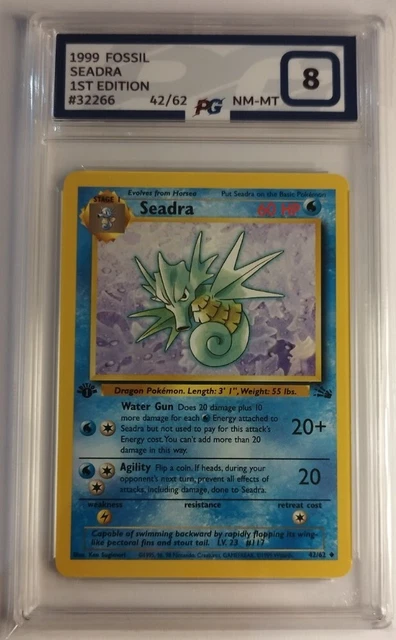 1999 FOSSIL
SEADRA
1ST EDITION
#32266 42/62 PG NM-MT 8
Evolves from Horsea Put Seadra on the Basic Pokémon
STAGE 1 Seadra 60 HP
Dragon Pokémon. Length: 3' 1", Weight: 55 lbs.
Water Gun Does 20 damage plus 10
more damage for each Energy attached to
Seadra but not used to pay for this attack's
Energy cost. You can't add more than 20
damage in this way.
20+
Agility Flip a coin. If heads, during your
opponent's next turn, prevent all effects of
attacks, including damage, done to Seadra.
20
weakness resistance retreat cost
Capable of swimming backward by rapidly flapping its wing-
like pectoral fins and stout tail. LV. 23 #117
Illus. Ken Sugimori